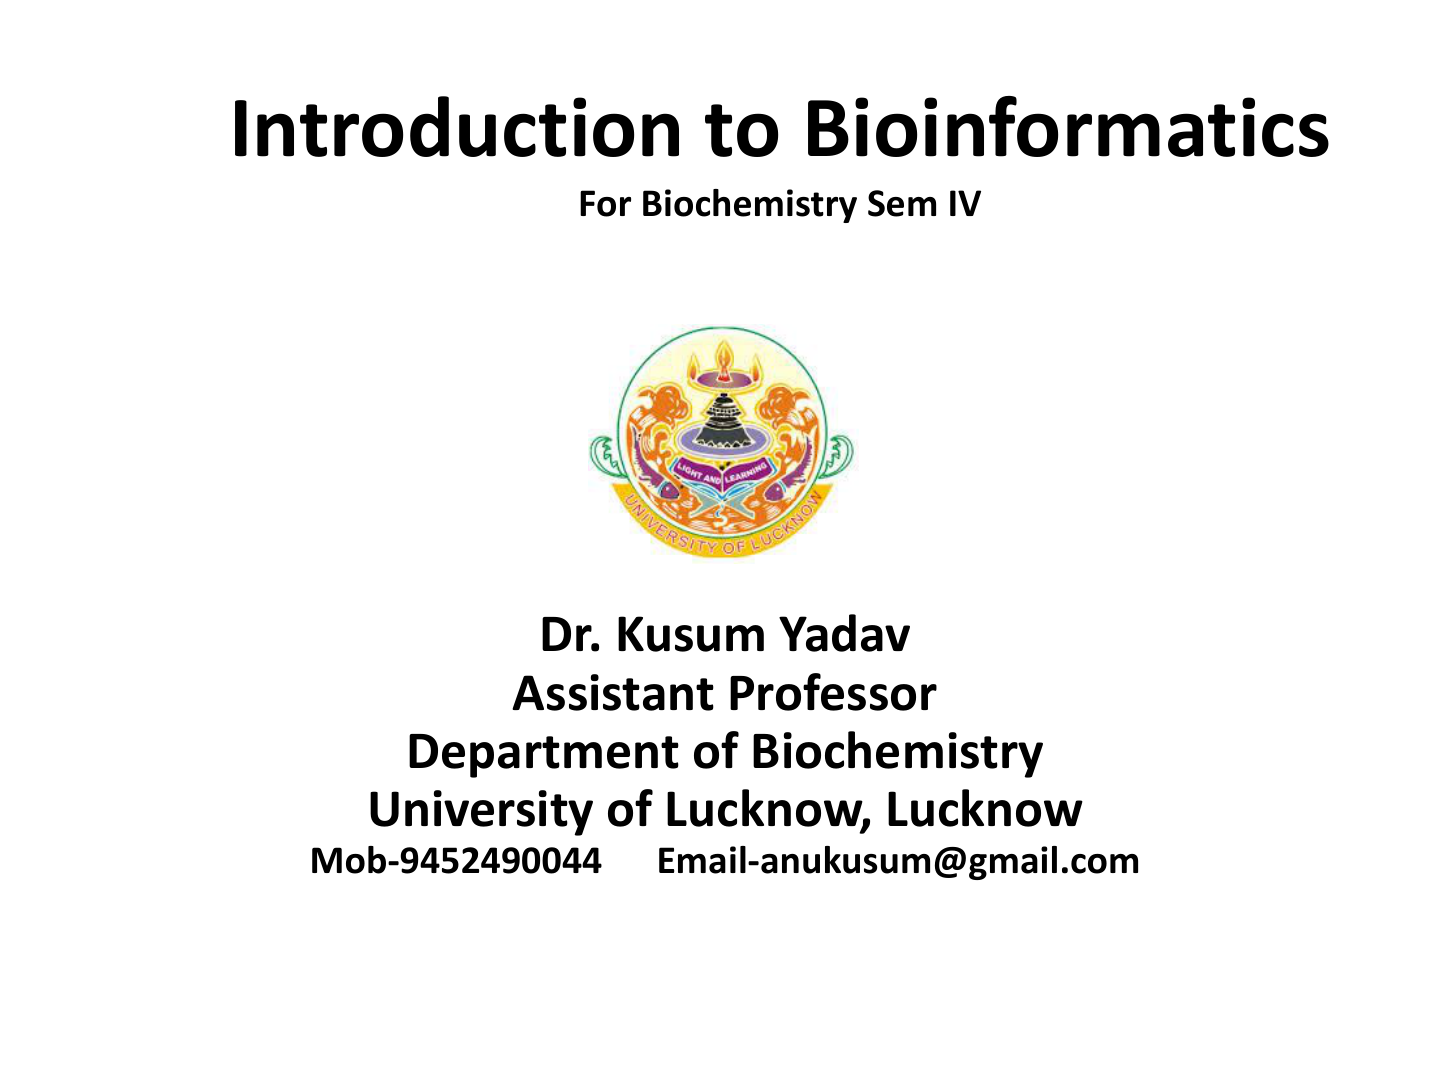 Introduction to Bioinformatics
For Biochemistry Sem IV
LIGHT AND LEARNING
UNIVERSITY OF LUCKNOW
Dr. Kusum Yadav
Assistant Professor
Department of Biochemistry
University of Lucknow, Lucknow
Mob-9452490044 Email-anukusum@gmail.com